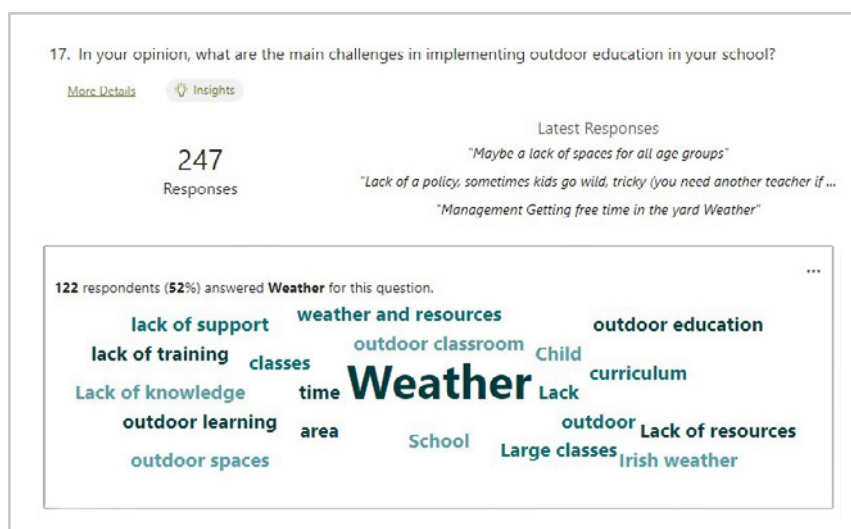 17. In your opinion, what are the main challenges in implementing outdoor education in your school?
More Details
Insights
247
Responses
Latest Responses
"Maybe a lack of spaces for all age groups"
"Lack of a policy, sometimes kids go wild, tricky (you need another teacher if ...
"Management Getting free time in the yard Weather"
...
122 respondents (52%) answered Weather for this question.
lack of support weather and resources outdoor education
lack of training classes outdoor classroom Child curriculum
Lack of knowledge time Weather Lack
outdoor learning area School outdoor Lack of resources
outdoor spaces Large classes Irish weather